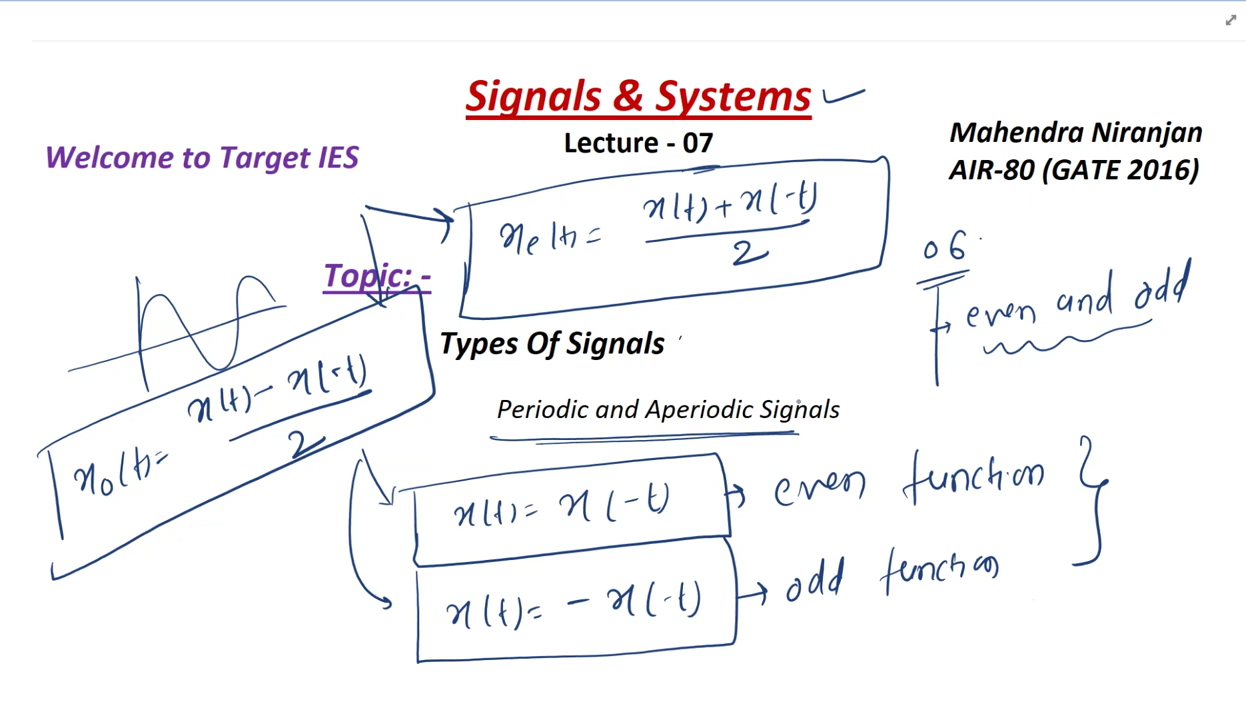 Signals & Systems
Lecture - 07
Welcome to Target IES
Mahendra Niranjan
AIR-80 (GATE 2016)
xe(t) = x(t) + x(-t) / 2
06
even and odd
Topic: -
Types Of Signals
x0(t) = x(t) - x(-t) / 2
Periodic and Aperiodic Signals
x(t) = x(-t) → even function
x(t) = - x(-t) → odd function